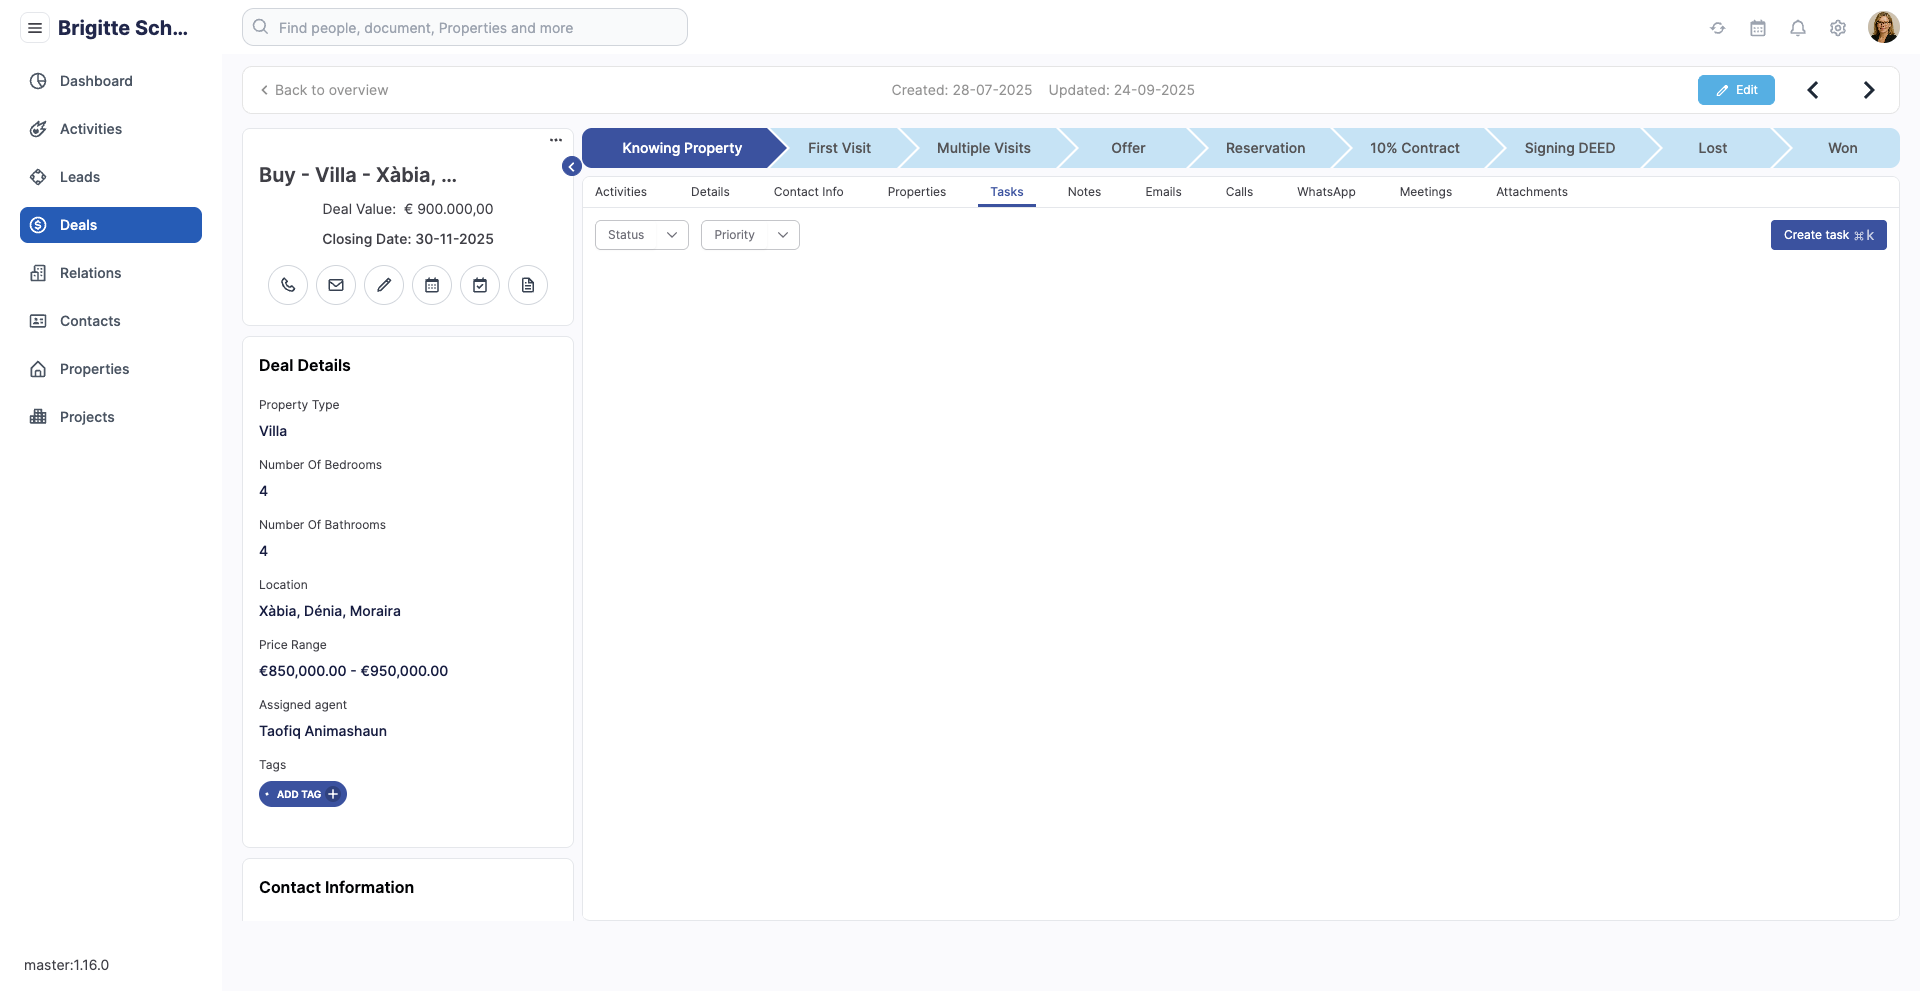 Brigitte Sch...
Find people, document, Properties and more
Dashboard
Activities
Leads
Deals
Relations
Contacts
Properties
Projects
master:1.16.0
Back to overview
Created: 28-07-2025 Updated: 24-09-2025
Edit
Buy - Villa - Xàbia, ...
Deal Value: € 900.000,00
Closing Date: 30-11-2025
Deal Details
Property Type
Villa
Number Of Bedrooms
4
Number Of Bathrooms
4
Location
Xàbia, Dénia, Moraira
Price Range
€850,000.00 - €950,000.00
Assigned agent
Taofiq Animashaun
Tags
ADD TAG
Contact Information
Knowing Property First Visit Multiple Visits Offer Reservation 10% Contract Signing DEED Lost Won
Activities Details Contact Info Properties Tasks Notes Emails Calls WhatsApp Meetings Attachments
Status Priority Create task ⌘ k